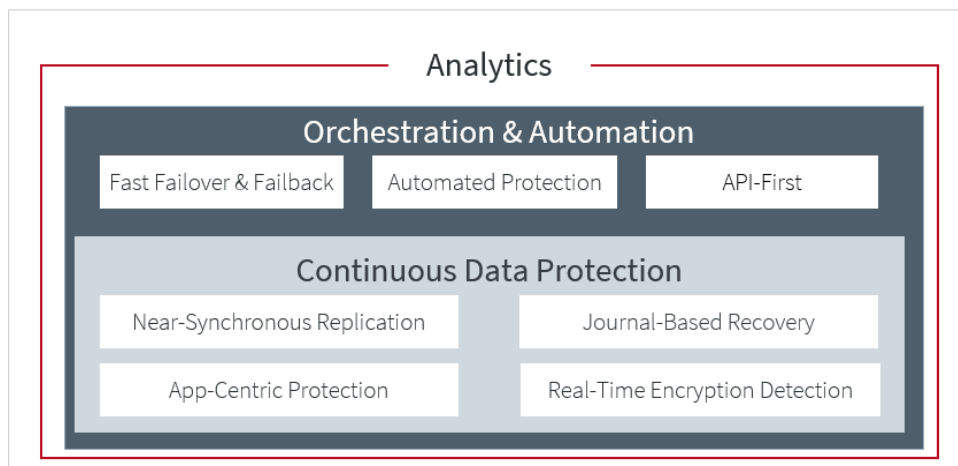 Analytics
Orchestration & Automation
Fast Failover & Failback
Automated Protection
API-First
Continuous Data Protection
Near-Synchronous Replication
Journal-Based Recovery
App-Centric Protection
Real-Time Encryption Detection